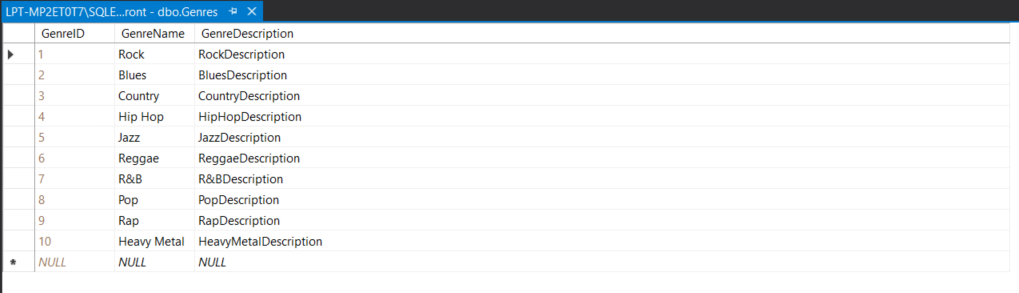 LPT-MP2ET0T7\SQLE...ront - dbo.Genres
GenreID GenreName GenreDescription
1 Rock RockDescription
2 Blues BluesDescription
3 Country CountryDescription
4 Hip Hop HipHopDescription
5 Jazz JazzDescription
6 Reggae ReggaeDescription
7 R&B R&BDescription
8 Pop PopDescription
9 Rap RapDescription
10 Heavy Metal HeavyMetalDescription
NULL NULL NULL